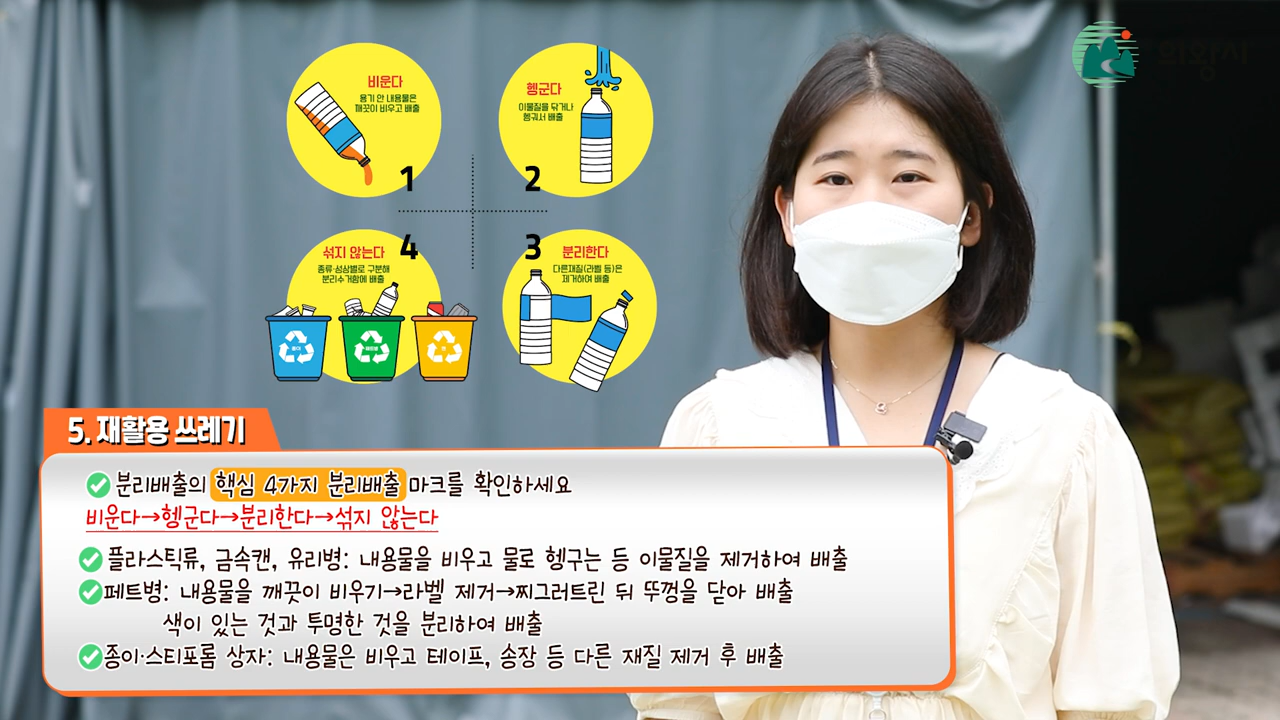 의왕시
비운다
용기 안 내용물은
깨끗이 비우고 배출
1
헹군다
이물질을 닦거나
헹궈서 배출
2
섞지 않는다
종류·성상별로 구분해
분리수거함에 배출
4
종이
페트병
캔
3
분리한다
다른재질(라벨 등)은
제거하여 배출
5. 재활용 쓰레기
분리배출의 핵심 4가지 분리배출 마크를 확인하세요
비운다→헹군다→분리한다→섞지 않는다
플라스틱류, 금속캔, 유리병: 내용물을 비우고 물로 헹구는 등 이물질을 제거하여 배출
페트병: 내용물을 깨끗이 비우기→라벨 제거→찌그러트린 뒤 뚜껑을 닫아 배출
색이 있는 것과 투명한 것을 분리하여 배출
종이·스티포롬 상자: 내용물은 비우고 테이프, 송장 등 다른 재질 제거 후 배출